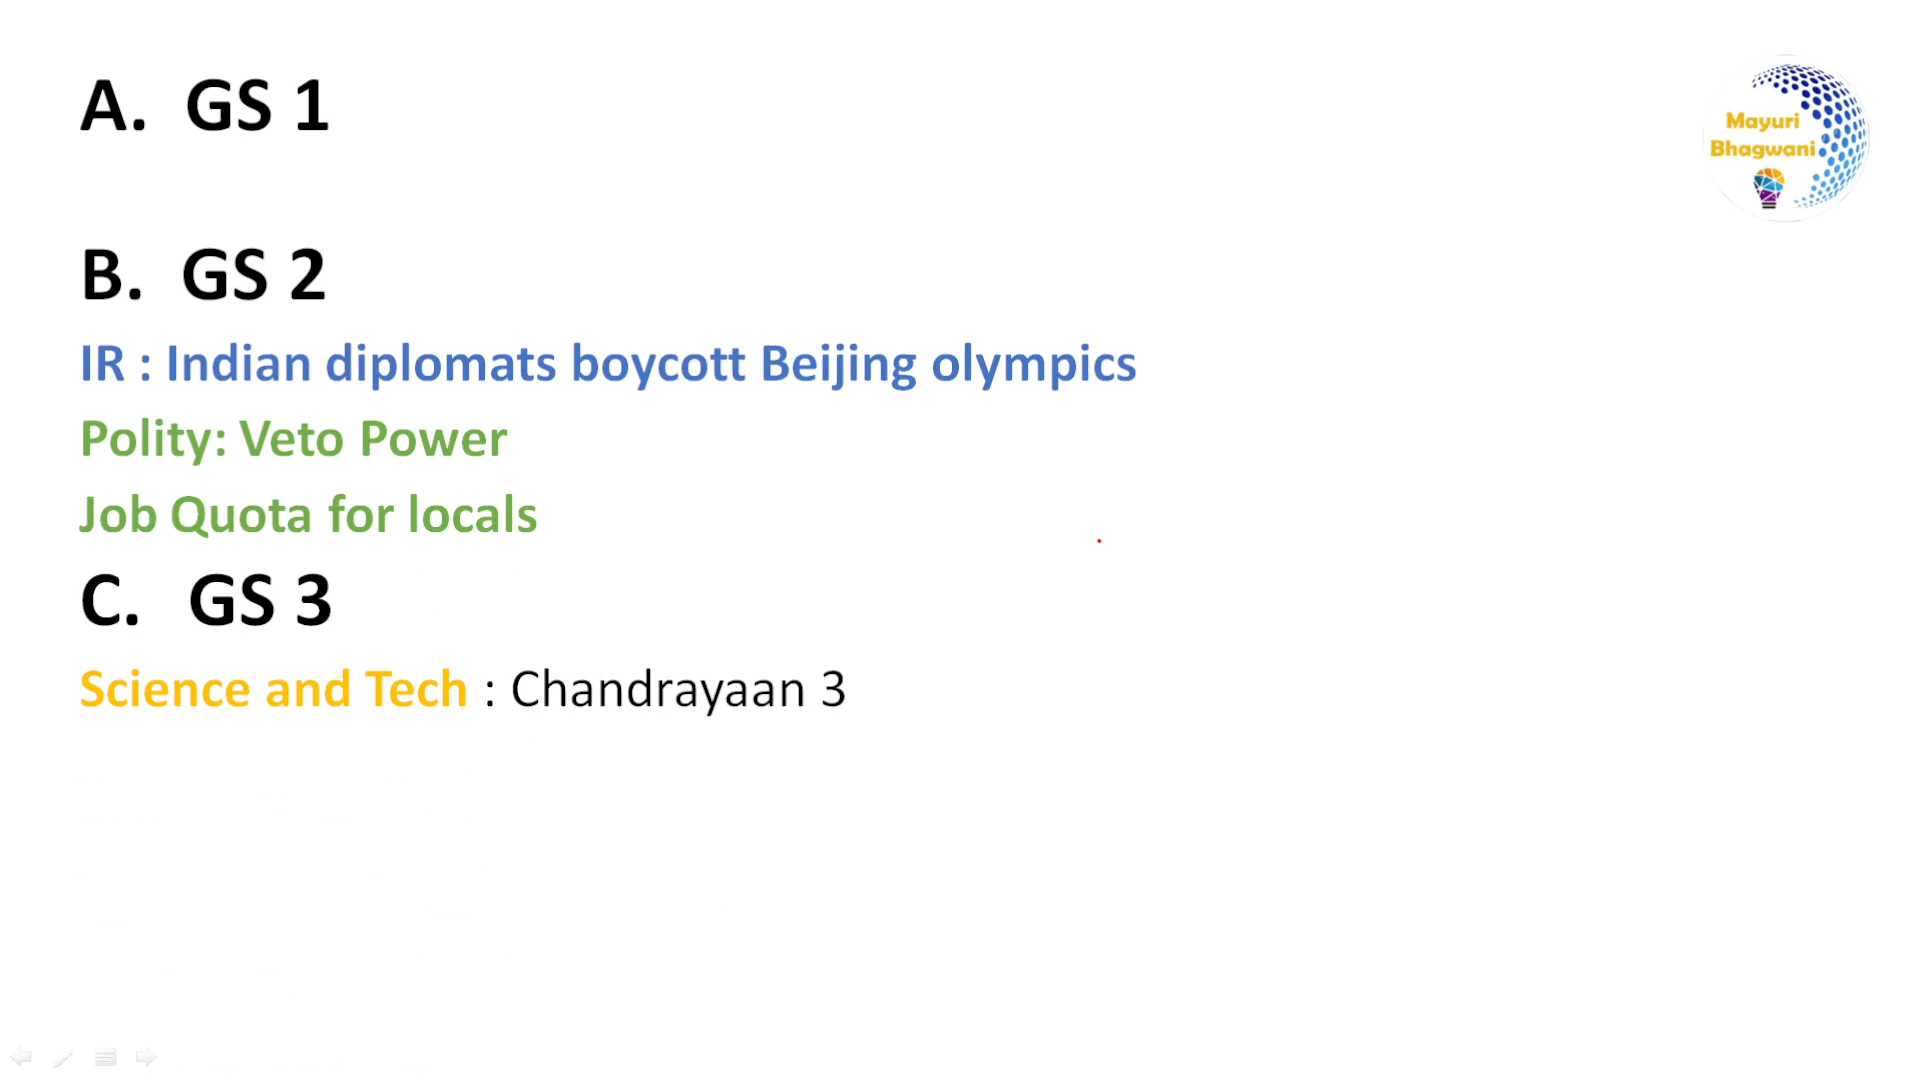 A. GS 1
Mayuri
Bhagwani
B. GS 2
IR : Indian diplomats boycott Beijing olympics
Polity: Veto Power
Job Quota for locals
C. GS 3
Science and Tech : Chandrayaan 3